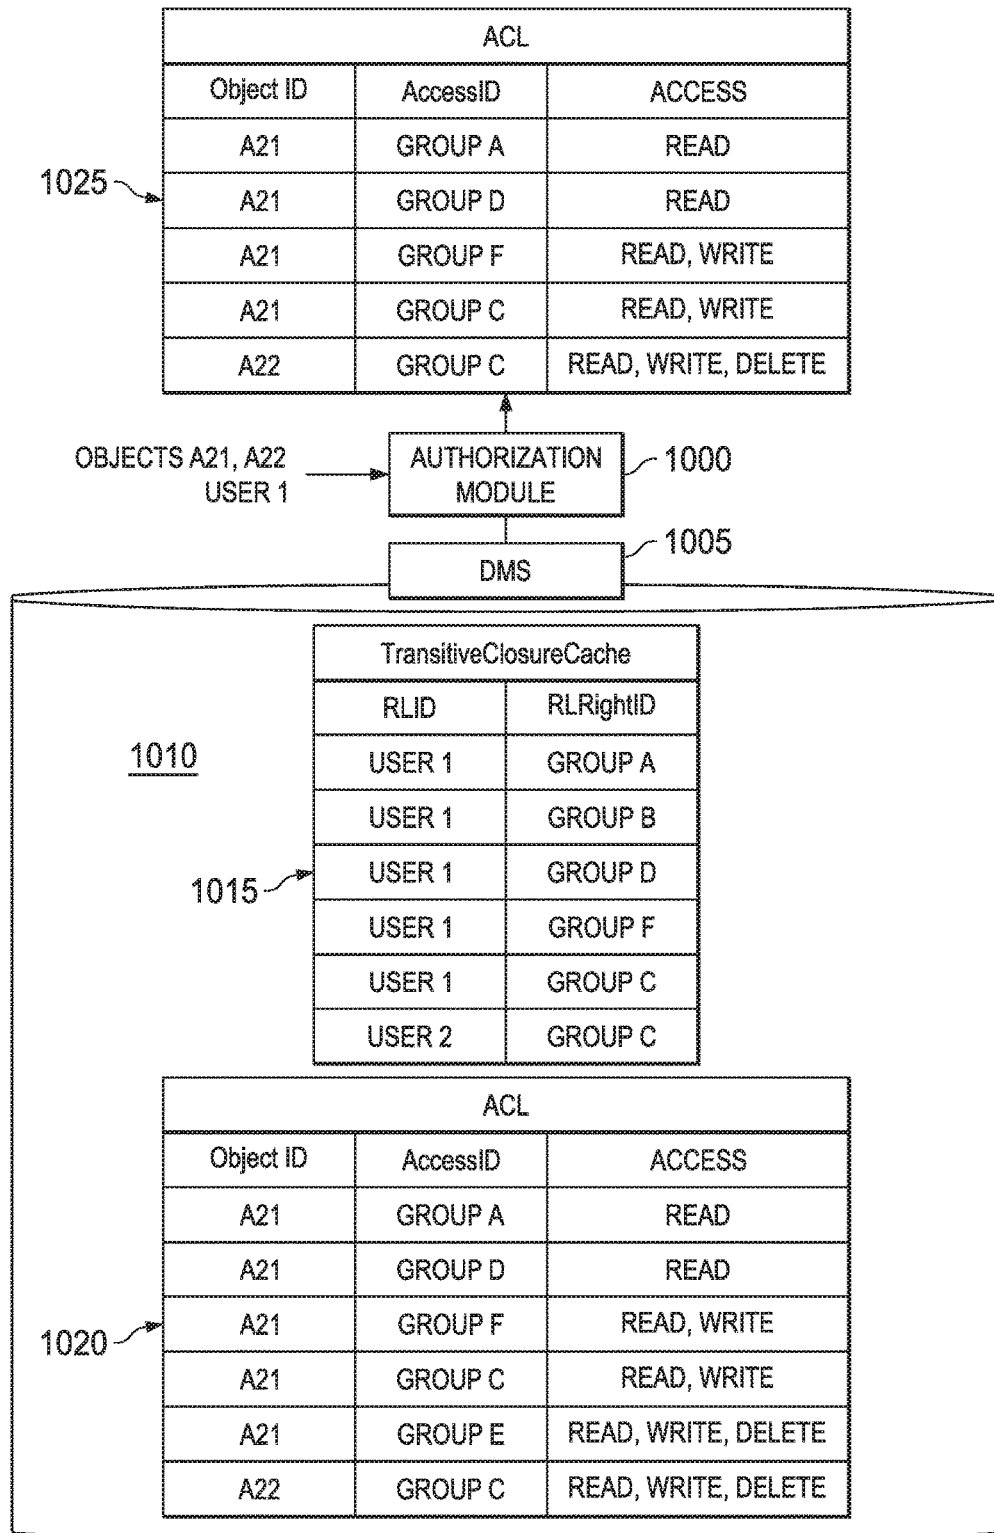 ACL
Object ID AccessID ACCESS
A21 GROUP A READ
A21 GROUP D READ
1025
A21 GROUP F READ, WRITE
A21 GROUP C READ, WRITE
A22 GROUP C READ, WRITE, DELETE
OBJECTS A21, A22
USER 1
AUTHORIZATION
MODULE
1000
DMS
1005
TransitiveClosureCache
RLID RLRightID
1010
USER 1 GROUP A
USER 1 GROUP B
1015
USER 1 GROUP D
USER 1 GROUP F
USER 1 GROUP C
USER 2 GROUP C
ACL
Object ID AccessID ACCESS
A21 GROUP A READ
A21 GROUP D READ
1020
A21 GROUP F READ, WRITE
A21 GROUP C READ, WRITE
A21 GROUP E READ, WRITE, DELETE
A22 GROUP C READ, WRITE, DELETE